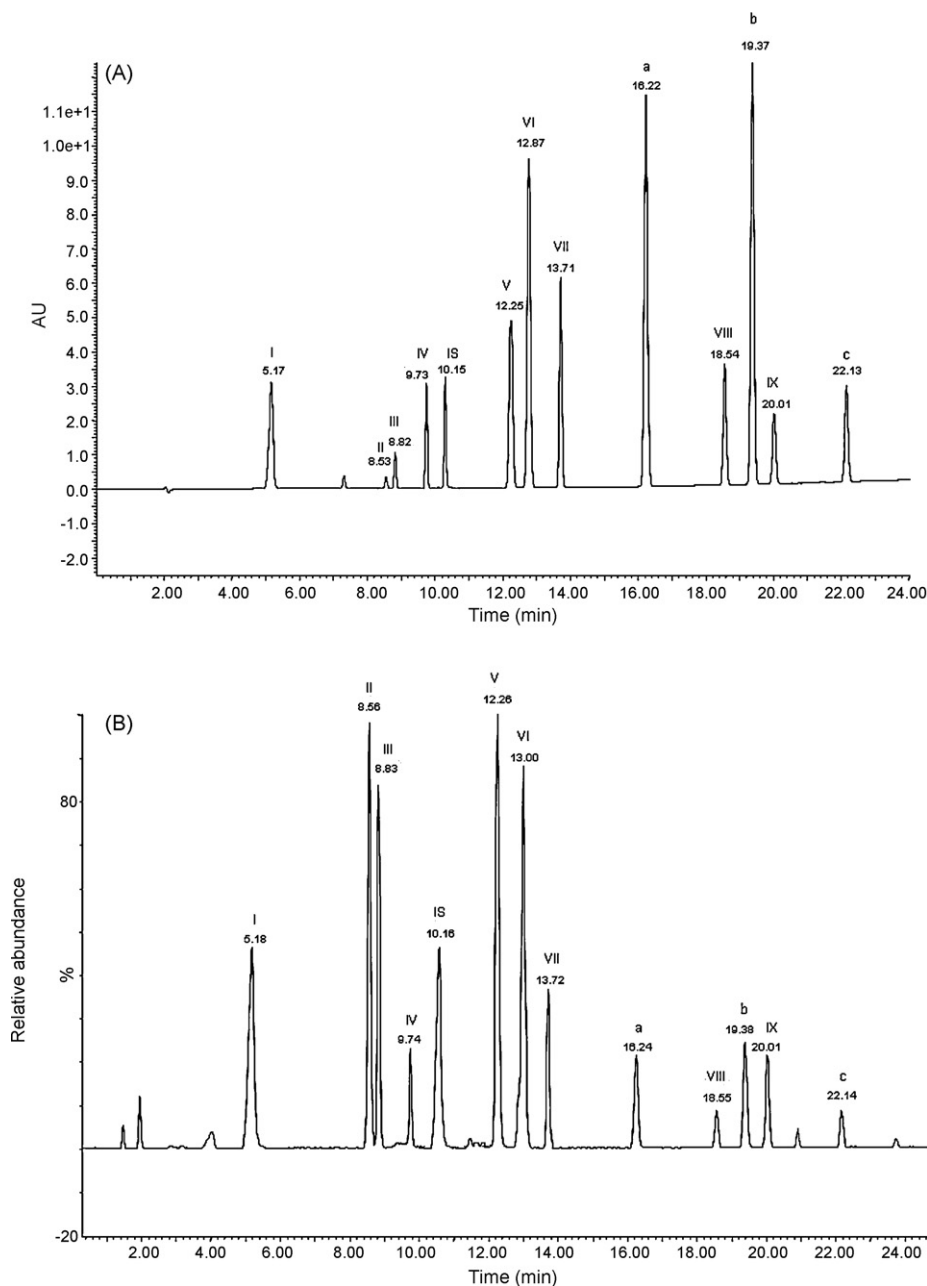 (A)
b
19.37
a
16.22
VI
12.87
VII
13.71
V
12.25
VIII
18.54
IX
20.01
c
22.13
I
5.17
II
8.53
III
8.82
IV
9.73
IS
10.15
1.1e+1
1.0e+1
9.0
8.0
7.0
6.0
5.0
4.0
3.0
2.0
1.0
0.0
-1.0
-2.0
AU
2.00 4.00 6.00 8.00 10.00 12.00 14.00 16.00 18.00 20.00 22.00 24.00
Time (min)
(B)
II
8.56
III
8.83
V
12.26
VI
13.00
I
5.18
IS
10.16
IV
9.74
VII
13.72
a
16.24
VIII
18.55
b
19.38
IX
20.01
c
22.14
80
%
-20
Relative abundance
2.00 4.00 6.00 8.00 10.00 12.00 14.00 16.00 18.00 20.00 22.00 24.00
Time (min)